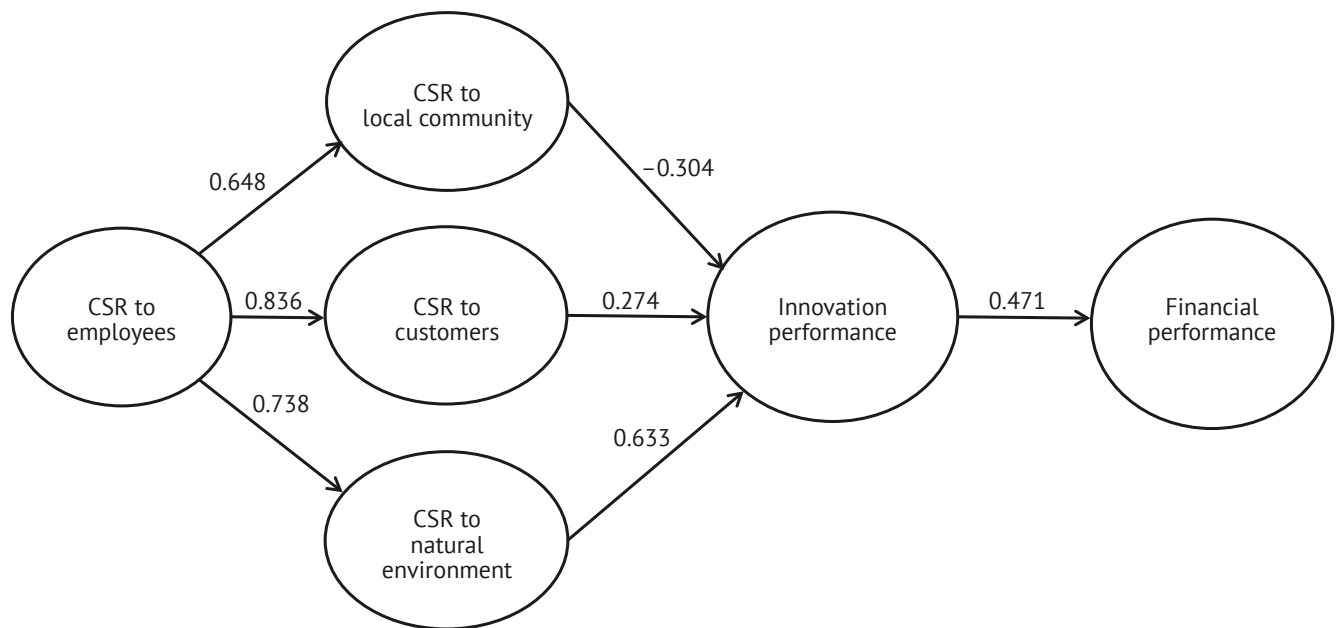 CSR to
local community
0.648
−0.304
CSR to
employees
0.836
CSR to
customers
0.274
Innovation
performance
0.471
Financial
performance
0.738
0.633
CSR to
natural
environment